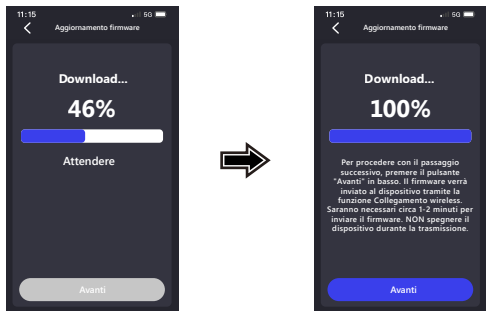 11:15
5G
Aggiornamento firmware
Download...
46%
Attendere
Avanti
11:15
5G
Aggiornamento firmware
Download...
100%
Per procedere con il passaggio
successivo, premere il pulsante
"Avanti" in basso. Il firmware verrà
inviato al dispositivo tramite la
funzione Collegamento wireless.
Saranno necessari circa 1-2 minuti per
inviare il firmware. NON spegnere il
dispositivo durante la trasmissione.
Avanti